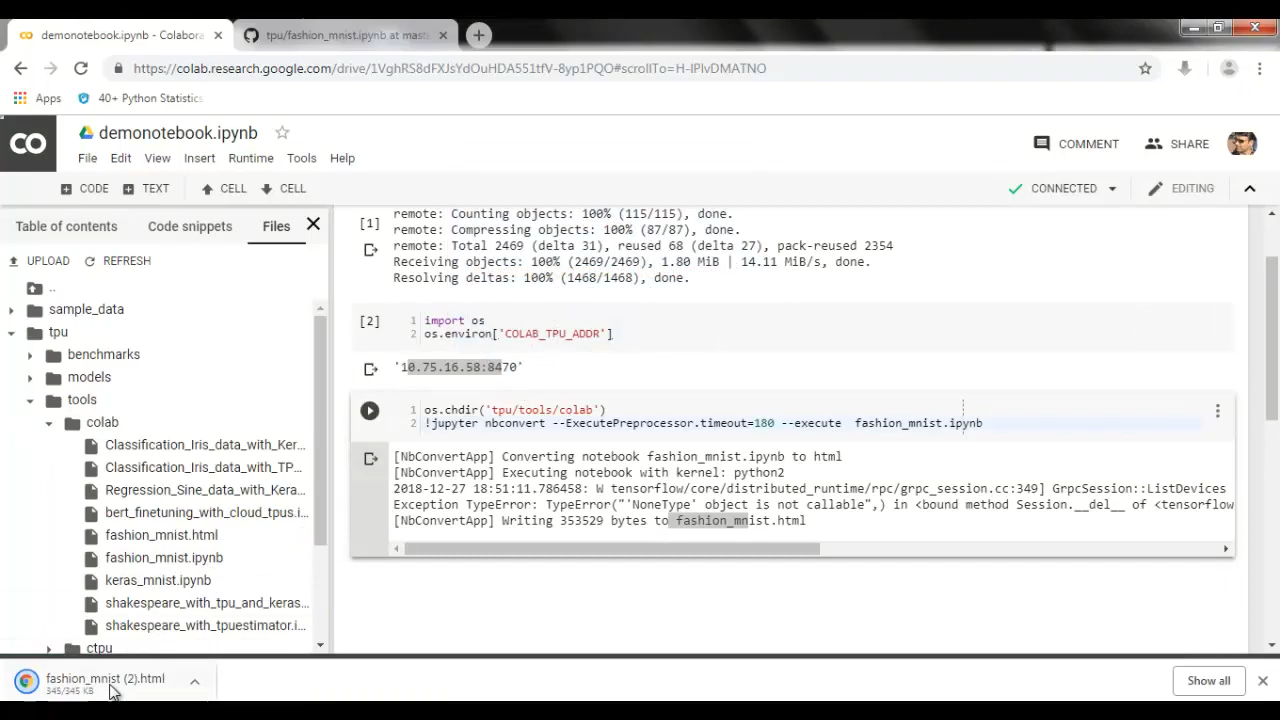 demonotebook.ipynb - Colabora
tpu/fashion_mnist.ipynb at mast
https://colab.research.google.com/drive/1VghRS8dFXJsYdOuHDA551tfV-8yp1PQO#scrollTo=H-IPlvDMATNO
Apps
40+ Python Statistics
CO
demonotebook.ipynb
COMMENT
SHARE
File Edit View Insert Runtime Tools Help
CODE
TEXT
CELL
CELL
CONNECTED
EDITING
Table of contents
Code snippets
Files
UPLOAD
REFRESH
..
sample_data
tpu
benchmarks
models
tools
colab
Classification_Iris_data_with_Ker...
Classification_Iris_data_with_TP...
Regression_Sine_data_with_Kera...
bert_finetuning_with_cloud_tpus.i...
fashion_mnist.html
fashion_mnist.ipynb
keras_mnist.ipynb
shakespeare_with_tpu_and_keras...
shakespeare_with_tpuestimator.i...
ctpu
[1]
remote: Counting objects: 100% (115/115), done.
remote: Compressing objects: 100% (87/87), done.
remote: Total 2469 (delta 31), reused 68 (delta 27), pack-reused 2354
Receiving objects: 100% (2469/2469), 1.80 MiB | 14.11 MiB/s, done.
Resolving deltas: 100% (1468/1468), done.
[2]
1 import os
2 os.environ['COLAB_TPU_ADDR']
'10.75.16.58:8470'
1 os.chdir('tpu/tools/colab')
2 !jupyter nbconvert --ExecutePreprocessor.timeout=180 --execute fashion_mnist.ipynb
[NbConvertApp] Converting notebook fashion_mnist.ipynb to html
[NbConvertApp] Executing notebook with kernel: python2
2018-12-27 18:51:11.786458: W tensorflow/core/distributed_runtime/rpc/grpc_session.cc:349] GrpcSession::ListDevices
Exception TypeError: TypeError("'NoneType' object is not callable",) in <bound method Session.__del__ of <tensorflow
[NbConvertApp] Writing 353529 bytes to fashion_mnist.html
fashion_mnist (2).html
345/345 KB
Show all